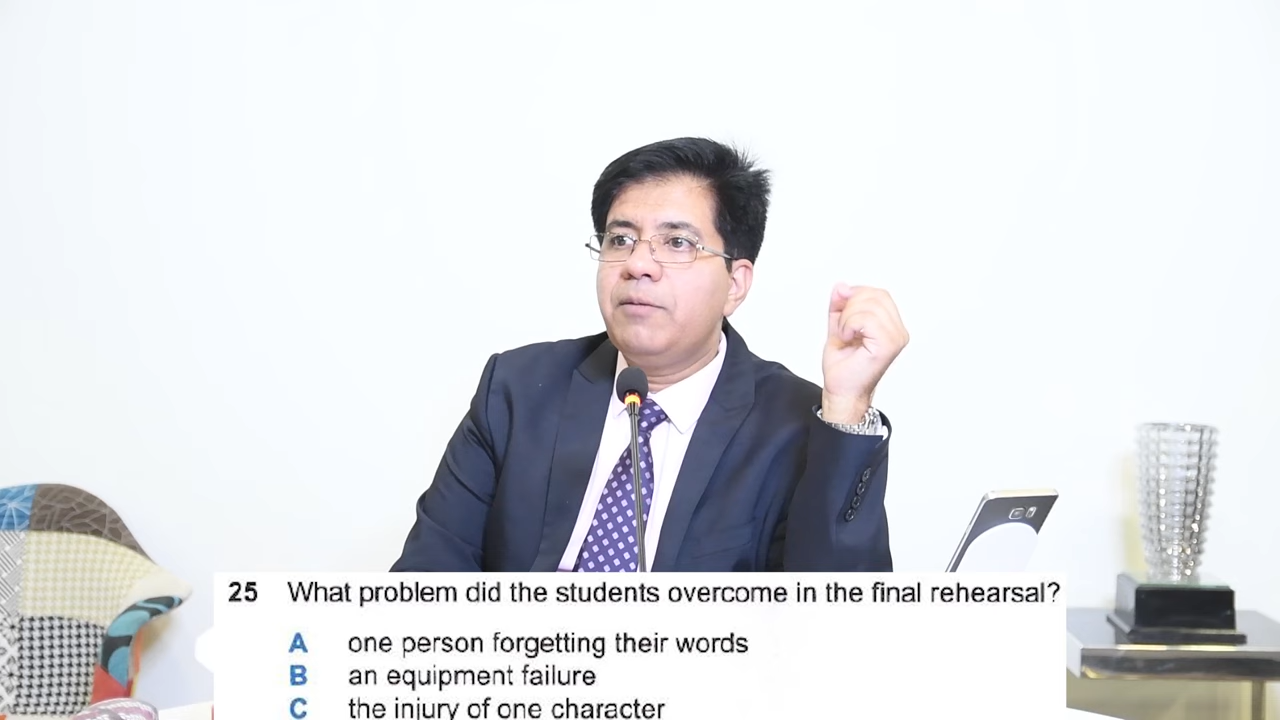 25 What problem did the students overcome in the final rehearsal?
A one person forgetting their words
B an equipment failure
C the injury of one character